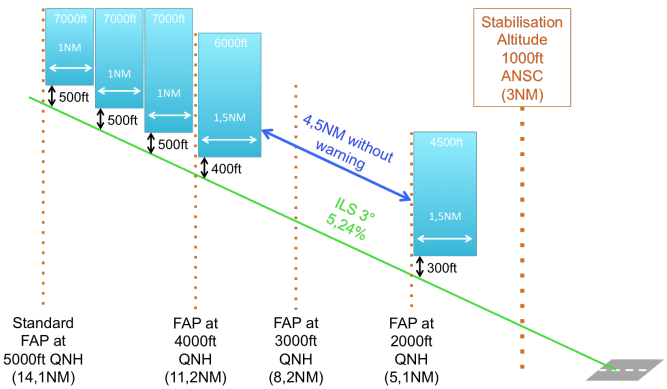 7000ft
7000ft
7000ft
6000ft
1NM
1NM
1NM
1,5NM
500ft
500ft
500ft
400ft
4,5NM without
warning
ILS 3°
5,24%
4500ft
1,5NM
300ft
Stabilisation
Altitude
1000ft
ANSC
(3NM)
Standard
FAP at
5000ft QNH
(14,1NM)
FAP at
4000ft
QNH
(11,2NM)
FAP at
3000ft
QNH
(8,2NM)
FAP at
2000ft
QNH
(5,1NM)